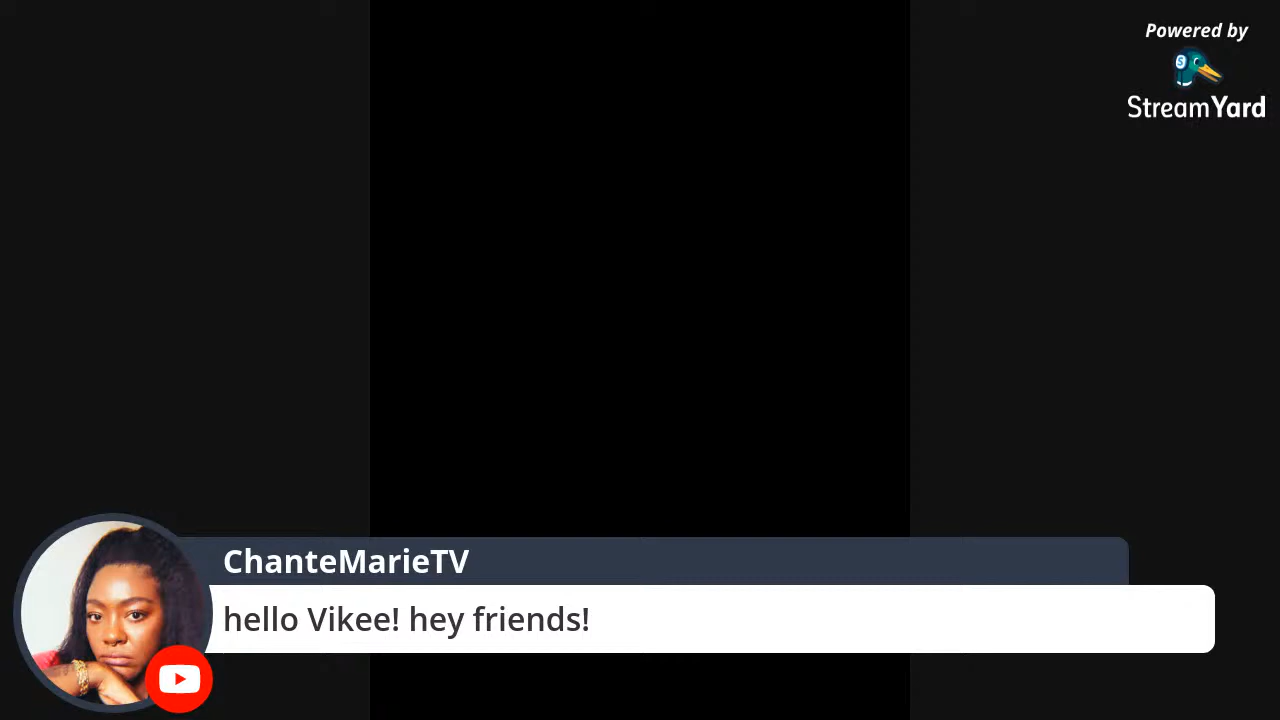 Powered by
S
StreamYard
ChanteMarieTV
hello Vikee! hey friends!